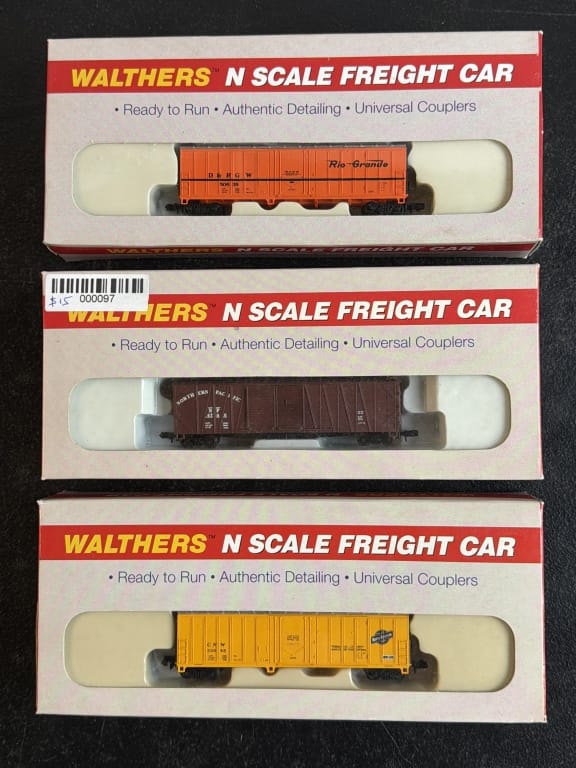 WALTHERS™ N SCALE FREIGHT CAR
• Ready to Run • Authentic Detailing • Universal Couplers
Rio Grande
D & R G W
$15 000097
WALTHERS™ N SCALE FREIGHT CAR
• Ready to Run • Authentic Detailing • Universal Couplers
NORTHERN PACIFIC
WALTHERS™ N SCALE FREIGHT CAR
• Ready to Run • Authentic Detailing • Universal Couplers
C N W